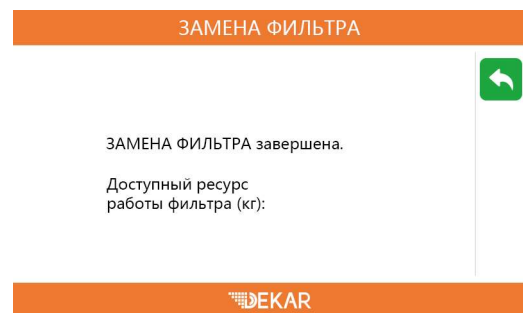 ЗАМЕНА ФИЛЬТРА
ЗАМЕНА ФИЛЬТРА завершена.
Доступный ресурс
работы фильтра (кг):
DEKAR